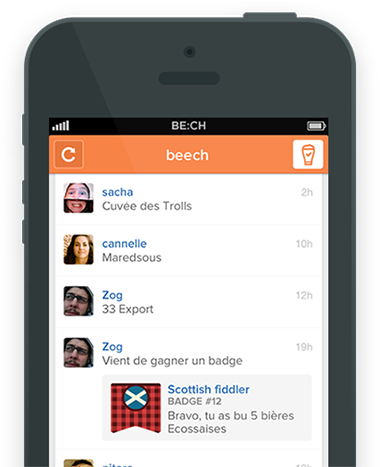 BE:CH
beech
sacha 2h
Cuvée des Trolls
cannelle 10h
Maredsous
Zog 12h
33 Export
Zog 19h
Vient de gagner un badge
Scottish fiddler
BADGE #12
Bravo, tu as bu 5 bières
Ecossaises